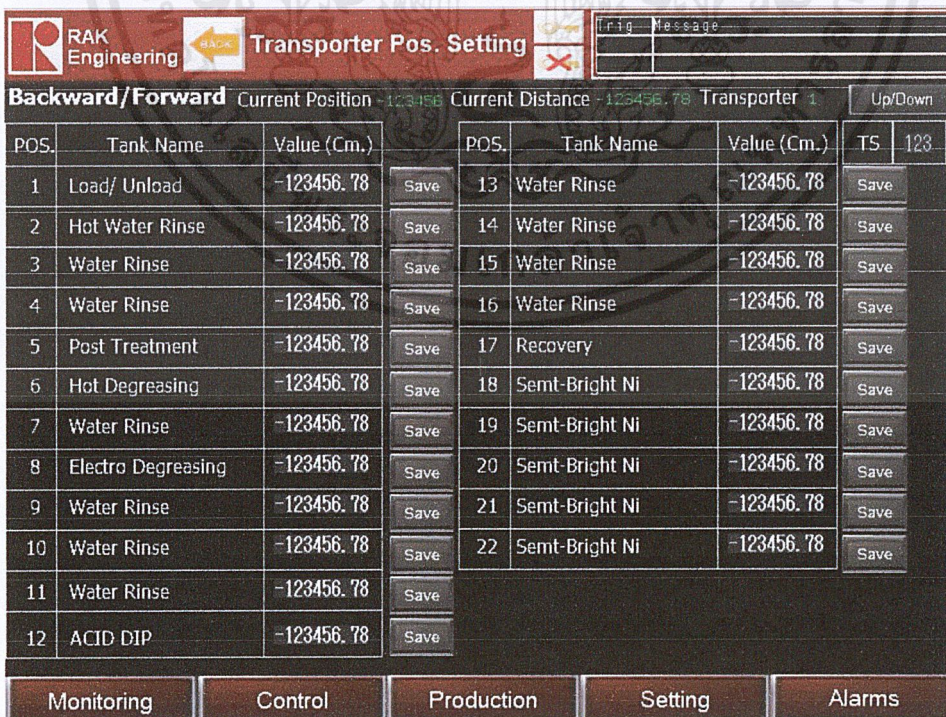 RAK Engineering BACK Transporter Pos. Setting Trig Message
Backward/Forward Current Position -123456 Current Distance -123456.78 Transporter 1 Up/Down
POS. Tank Name Value (Cm.) POS. Tank Name Value (Cm.) TS 123
1 Load/ Unload -123456.78 Save 13 Water Rinse -123456.78 Save
2 Hot Water Rinse -123456.78 Save 14 Water Rinse -123456.78 Save
3 Water Rinse -123456.78 Save 15 Water Rinse -123456.78 Save
4 Water Rinse -123456.78 Save 16 Water Rinse -123456.78 Save
5 Post Treatment -123456.78 Save 17 Recovery -123456.78 Save
6 Hot Degreasing -123456.78 Save 18 Semt-Bright Ni -123456.78 Save
7 Water Rinse -123456.78 Save 19 Semt-Bright Ni -123456.78 Save
8 Electro Degreasing -123456.78 Save 20 Semt-Bright Ni -123456.78 Save
9 Water Rinse -123456.78 Save 21 Semt-Bright Ni -123456.78 Save
10 Water Rinse -123456.78 Save 22 Semt-Bright Ni -123456.78 Save
11 Water Rinse -123456.78 Save
12 ACID DIP -123456.78 Save
Monitoring Control Production Setting Alarms